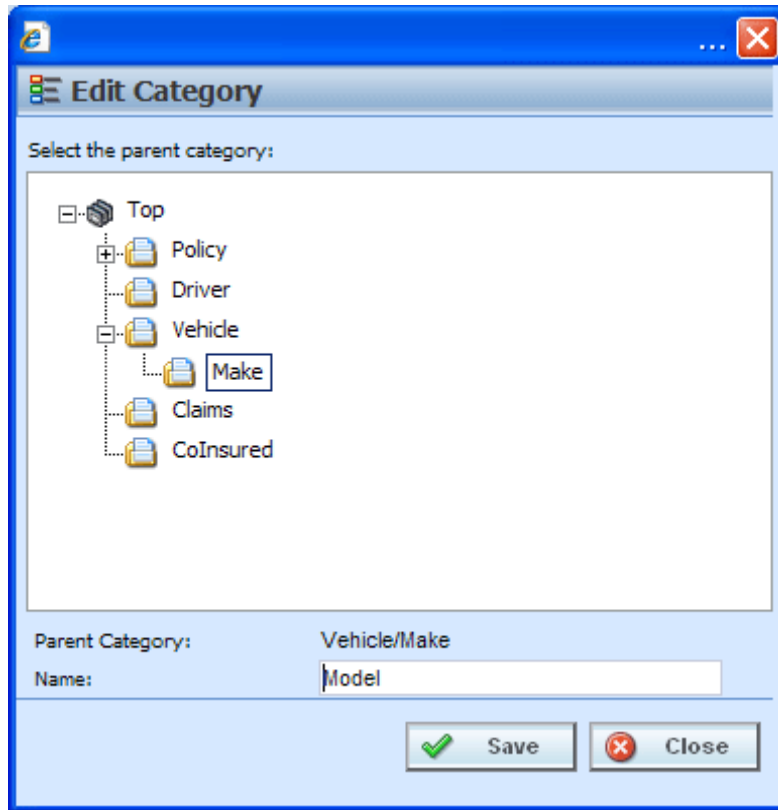 ...
Edit Category
Select the parent category:
Top
Policy
Driver
Vehicle
Make
Claims
CoInsured
Parent Category: Vehicle/Make
Name: Model
Save Close